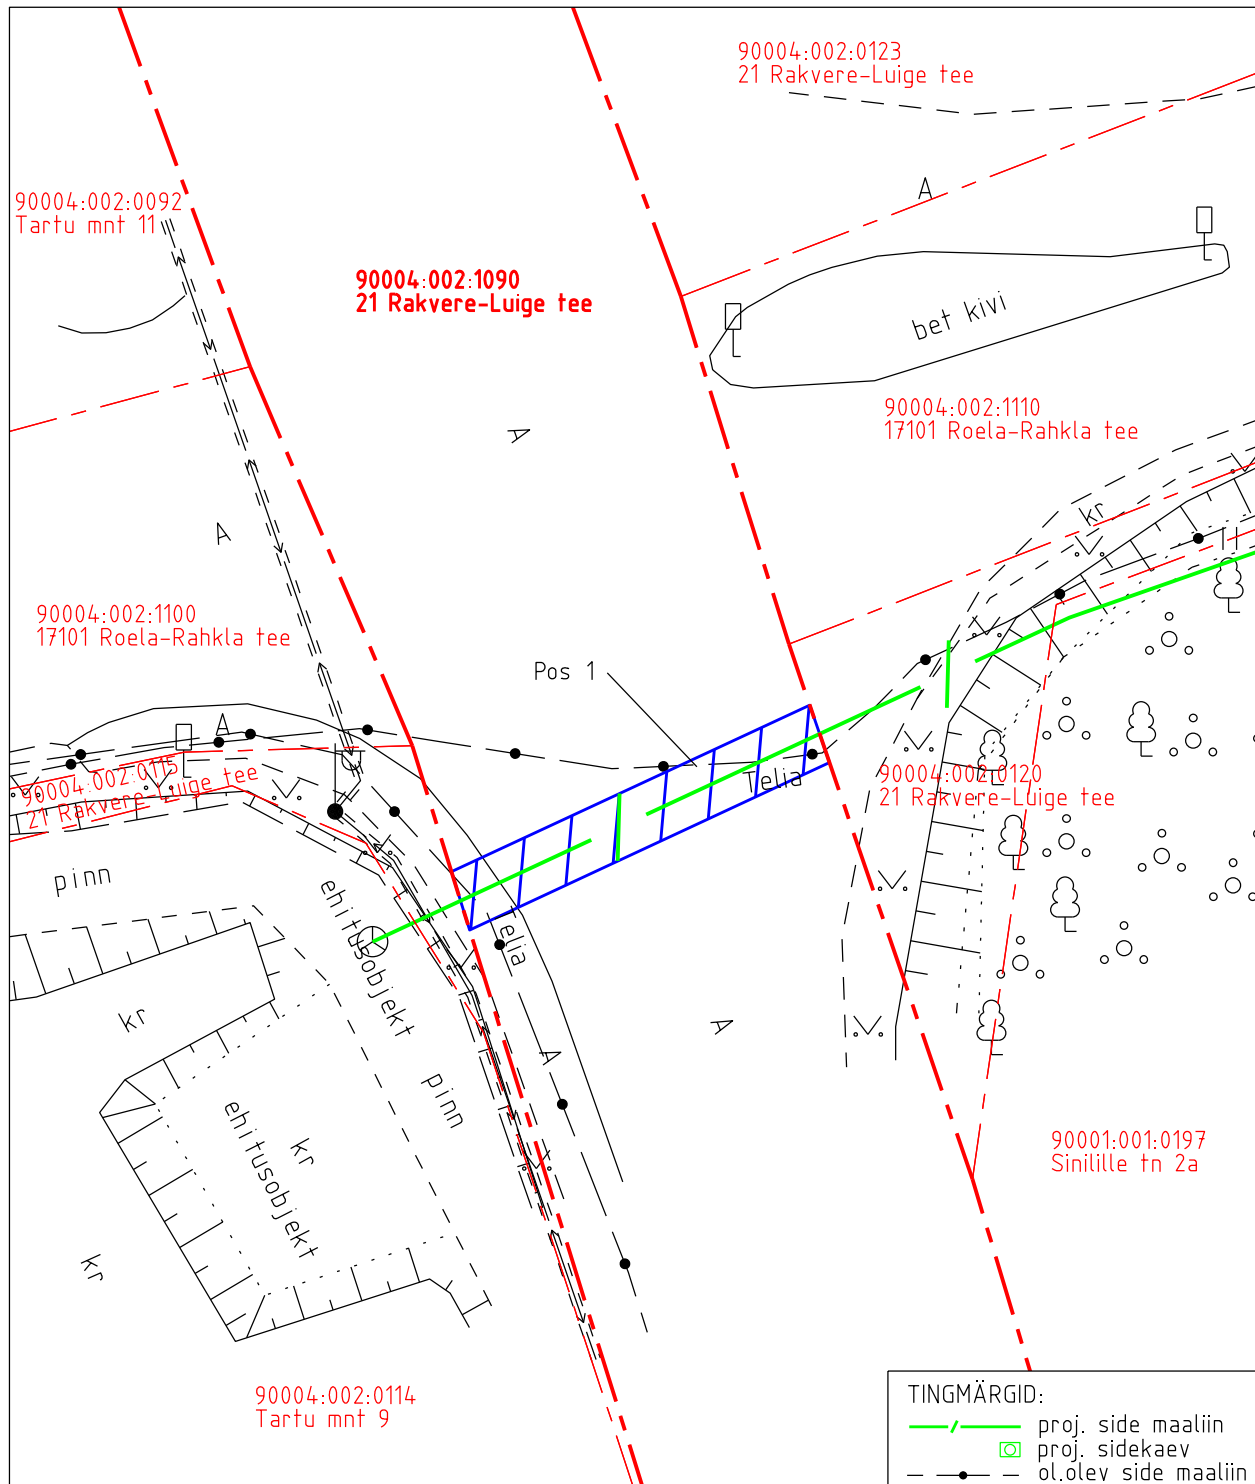 90004:002:0123
21 Rakvere-Luige tee
A
90004:002:0092
Tartu mnt 11
90004:002:1090
21 Rakvere-Luige tee
bet kivi
90004:002:1110
17101 Roela-Rahkla tee
A
kr
A
90004:002:1100
17101 Roela-Rahkla tee
Pos 1
A
90004:002:0115
21 Rakvere-Luige tee
Telia
90004:002:0120
21 Rakvere-Luige tee
pinn
ehitusobjekt
Telia
kr
A
A
pinn
ehitusobjekt
kr
90001:001:0197
Sinilille tn 2a
kr
90004:002:0114
Tartu mnt 9
TINGMÄRGID:
proj. side maaliin
proj. sidekaev
ol.olev side maaliin